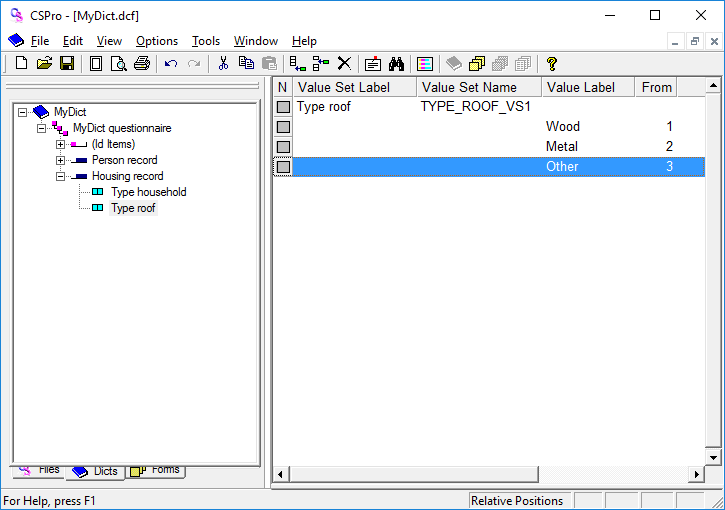 CSPro - [MyDict.dcf]
File Edit View Options Tools Window Help
MyDict
MyDict questionnaire
(Id Items)
Person record
Housing record
Type household
Type roof
Files Dicts Forms
N Value Set Label Value Set Name Value Label From
Type roof TYPE_ROOF_VS1
Wood 1
Metal 2
Other 3
For Help, press F1
Relative Positions